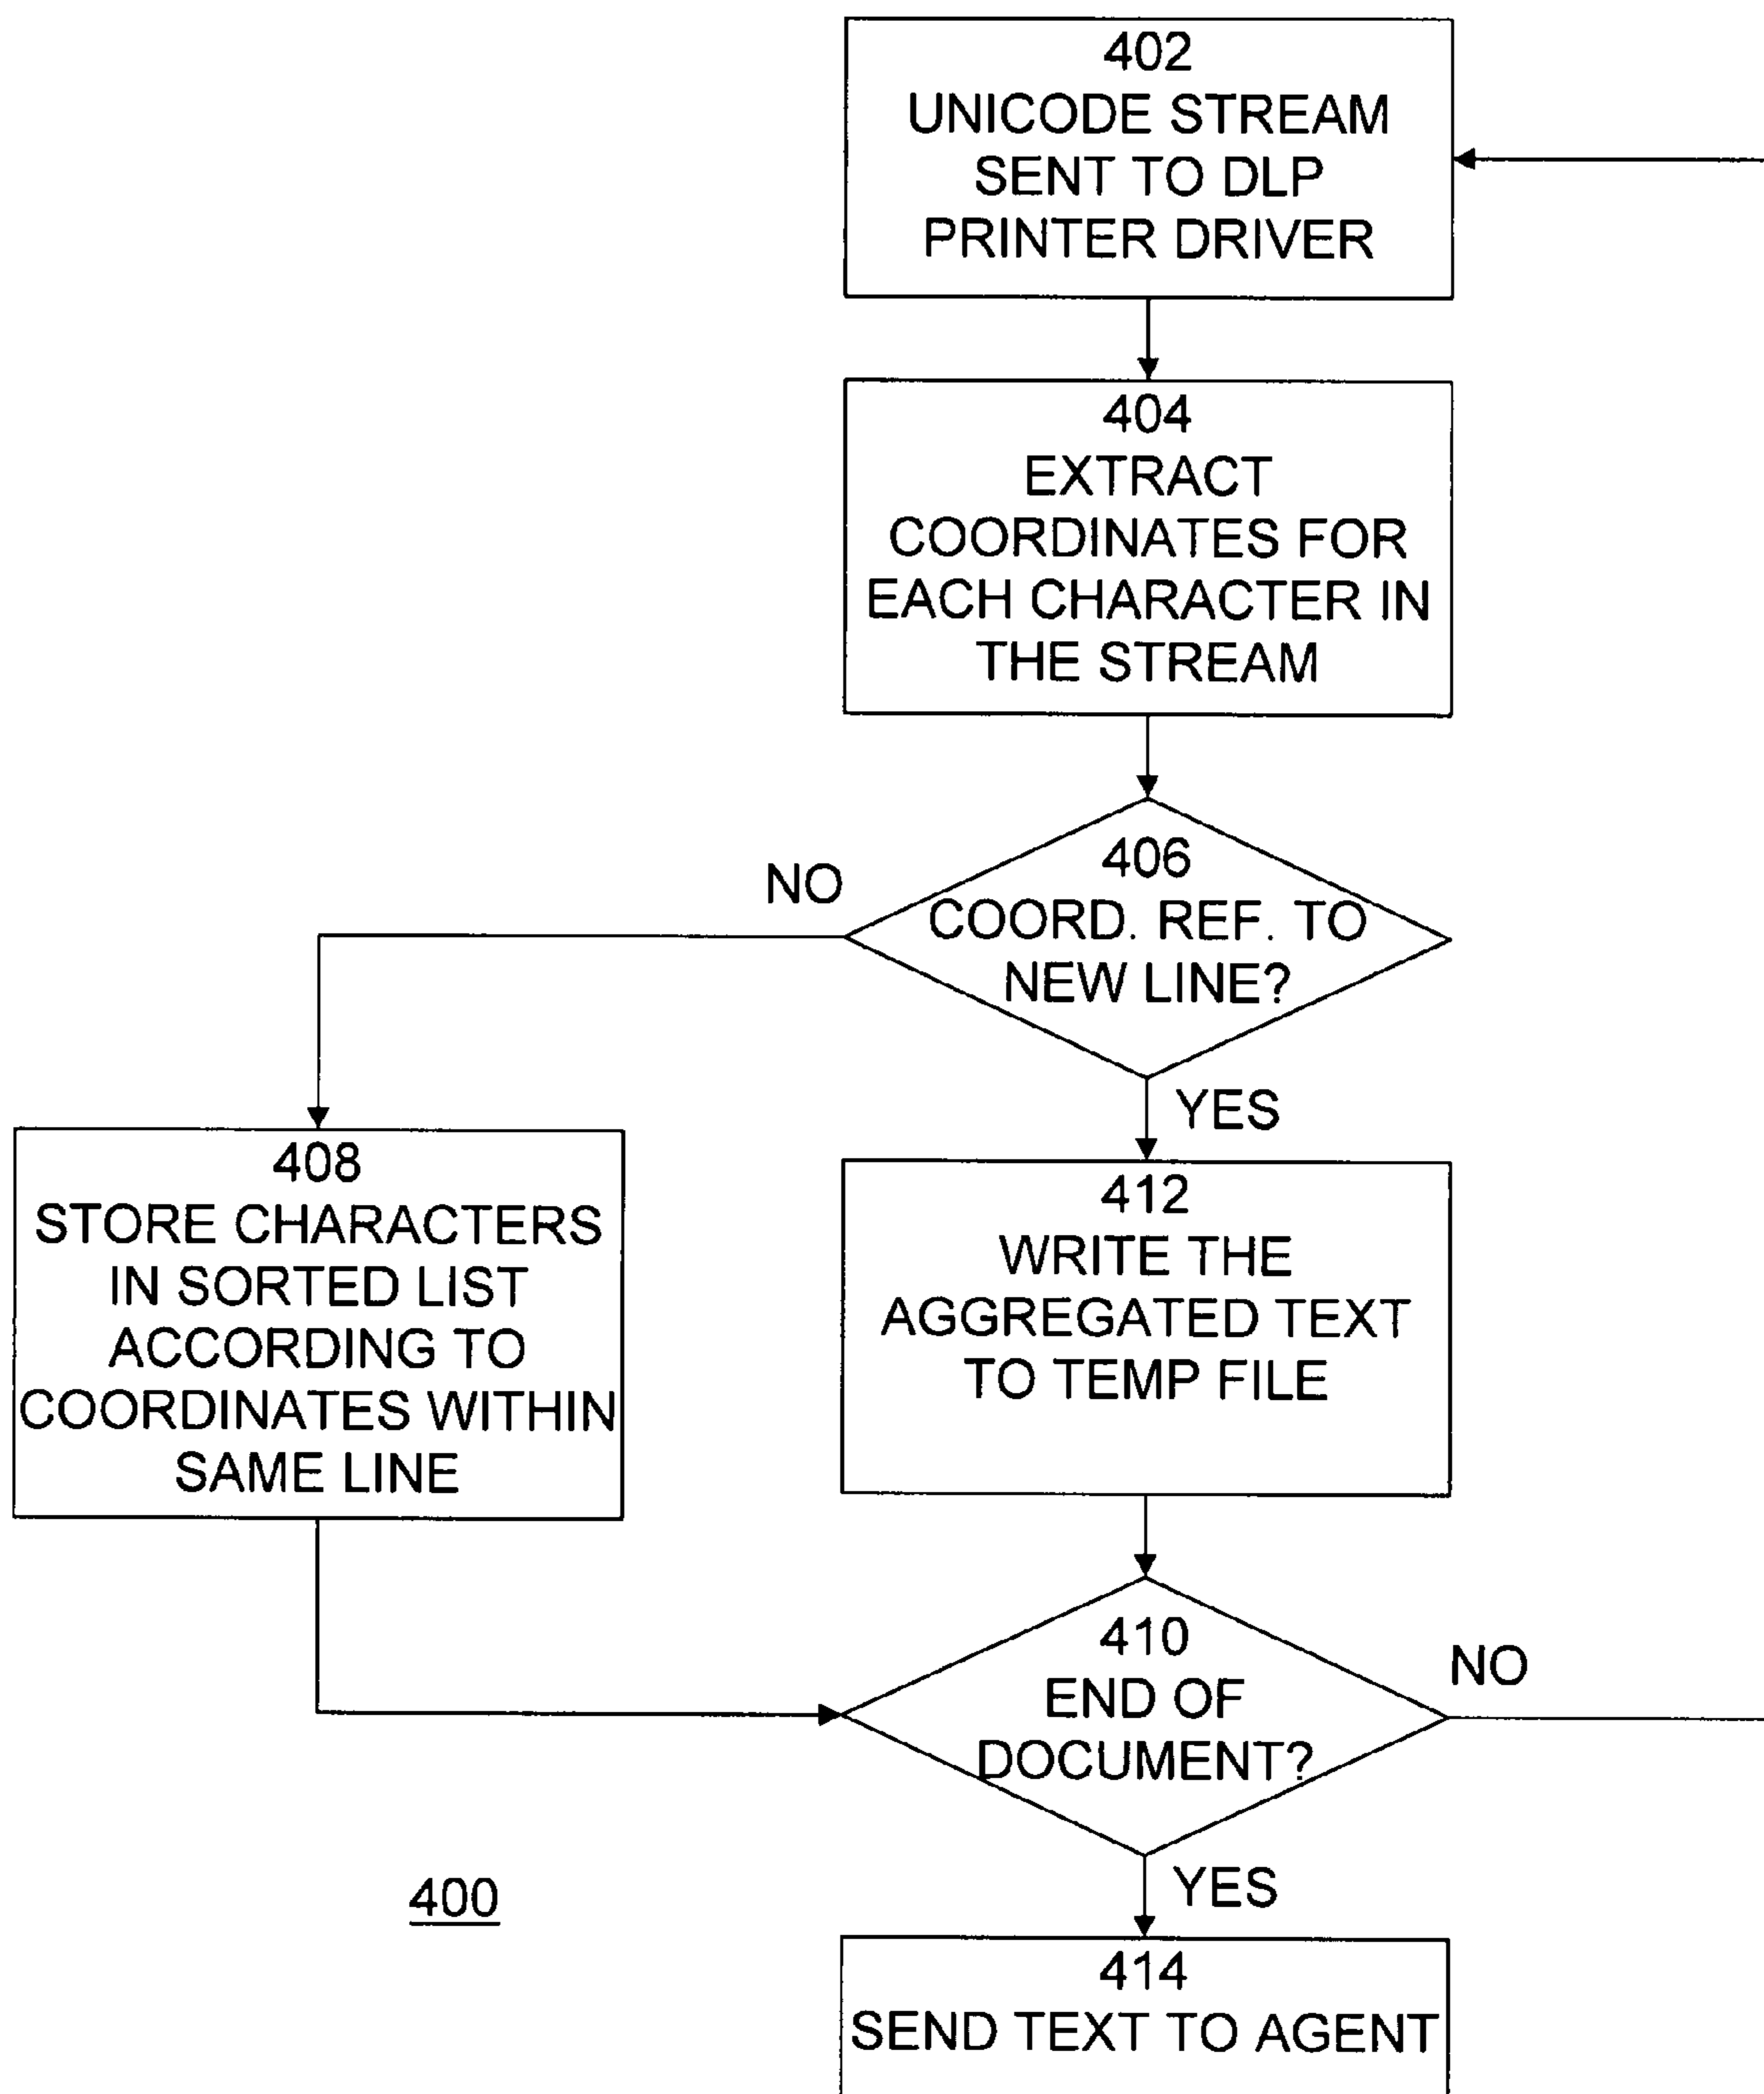 402
UNICODE STREAM
SENT TO DLP
PRINTER DRIVER
404
EXTRACT
COORDINATES FOR
EACH CHARACTER IN
THE STREAM
NO
406
COORD. REF. TO
NEW LINE?
YES
408
STORE CHARACTERS
IN SORTED LIST
ACCORDING TO
COORDINATES WITHIN
SAME LINE
412
WRITE THE
AGGREGATED TEXT
TO TEMP FILE
410
END OF
DOCUMENT?
NO
YES
400
414
SEND TEXT TO AGENT